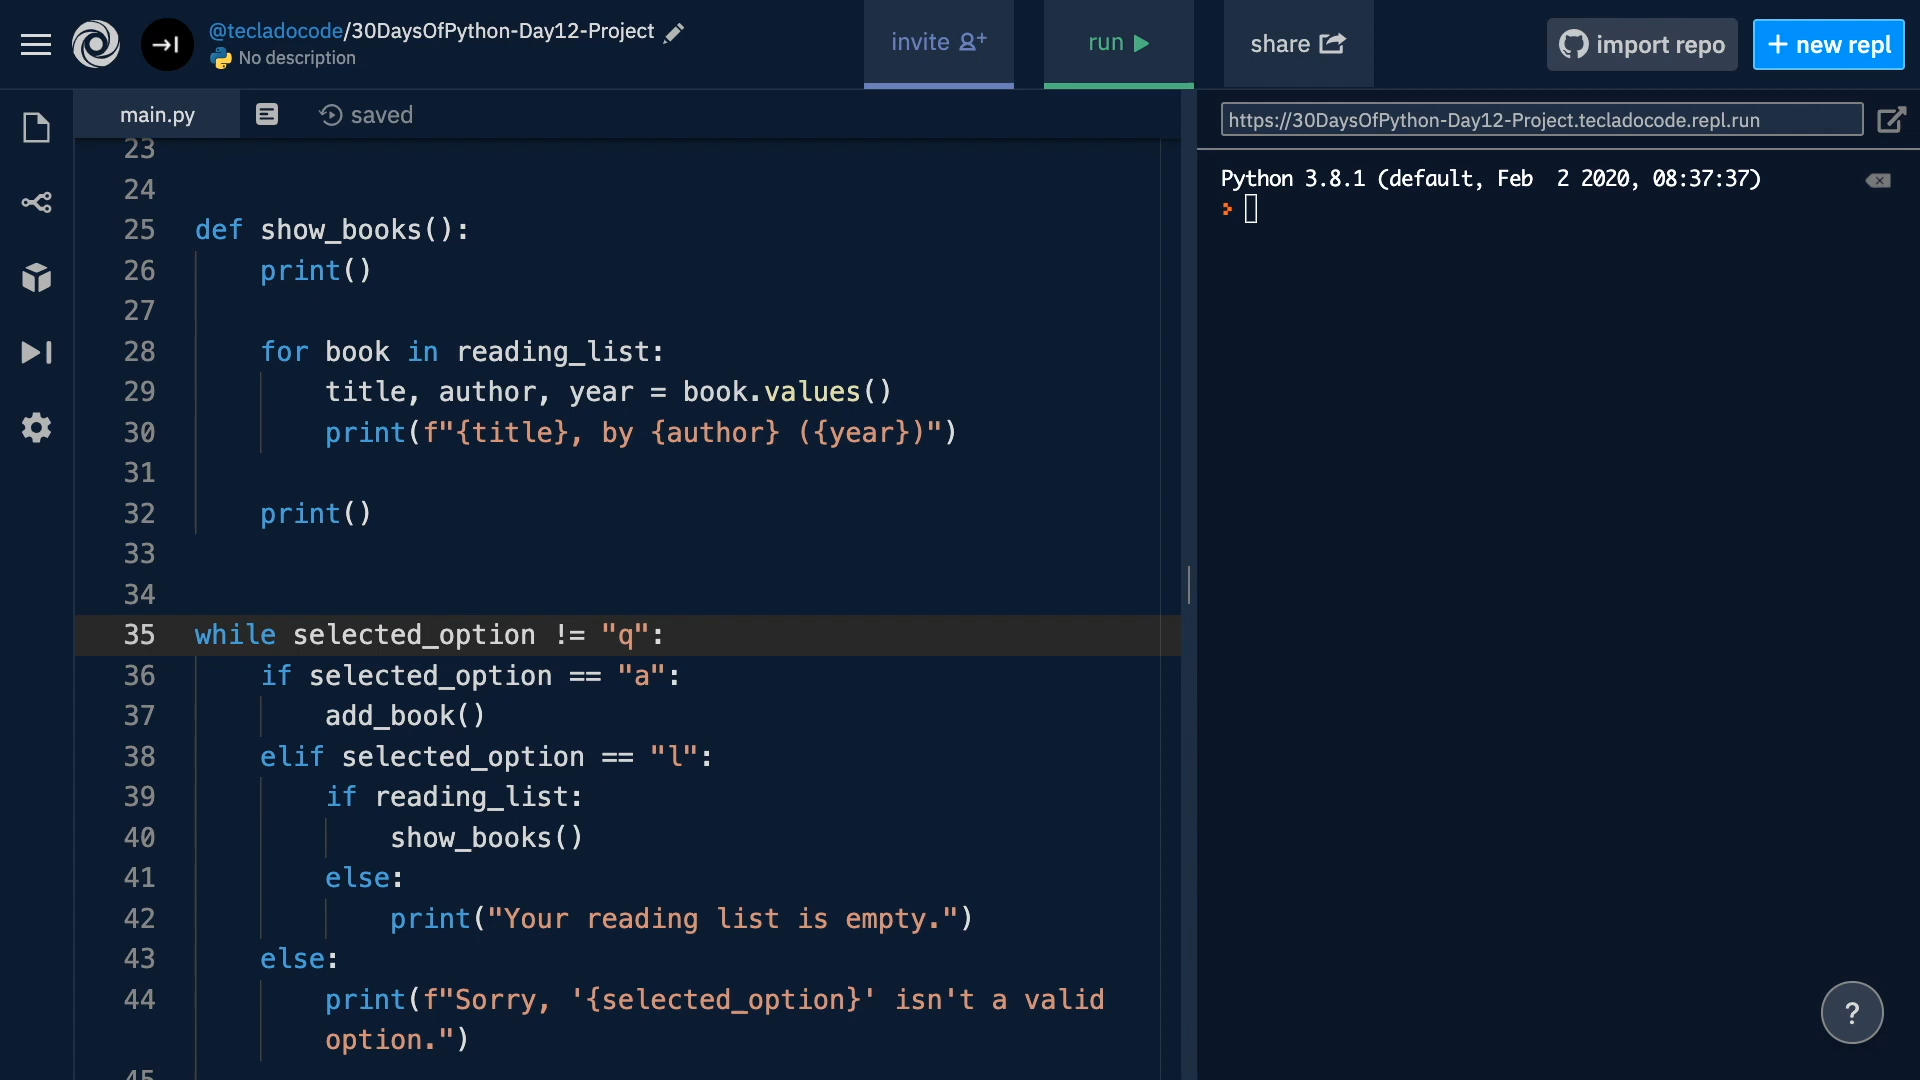 @tecladocode/30DaysOfPython-Day12-Project
No description
invite
run
share
import repo
+ new repl
main.py
saved
https://30DaysOfPython-Day12-Project.tecladocode.repl.run
Python 3.8.1 (default, Feb  2 2020, 08:37:37)
23
24
25 def show_books():
26     print()
27
28     for book in reading_list:
29         title, author, year = book.values()
30         print(f"{title}, by {author} ({year})")
31
32     print()
33
34
35 while selected_option != "q":
36     if selected_option == "a":
37         add_book()
38     elif selected_option == "l":
39         if reading_list:
40             show_books()
41         else:
42             print("Your reading list is empty.")
43     else:
44         print(f"Sorry, '{selected_option}' isn't a valid
option.")
45
?